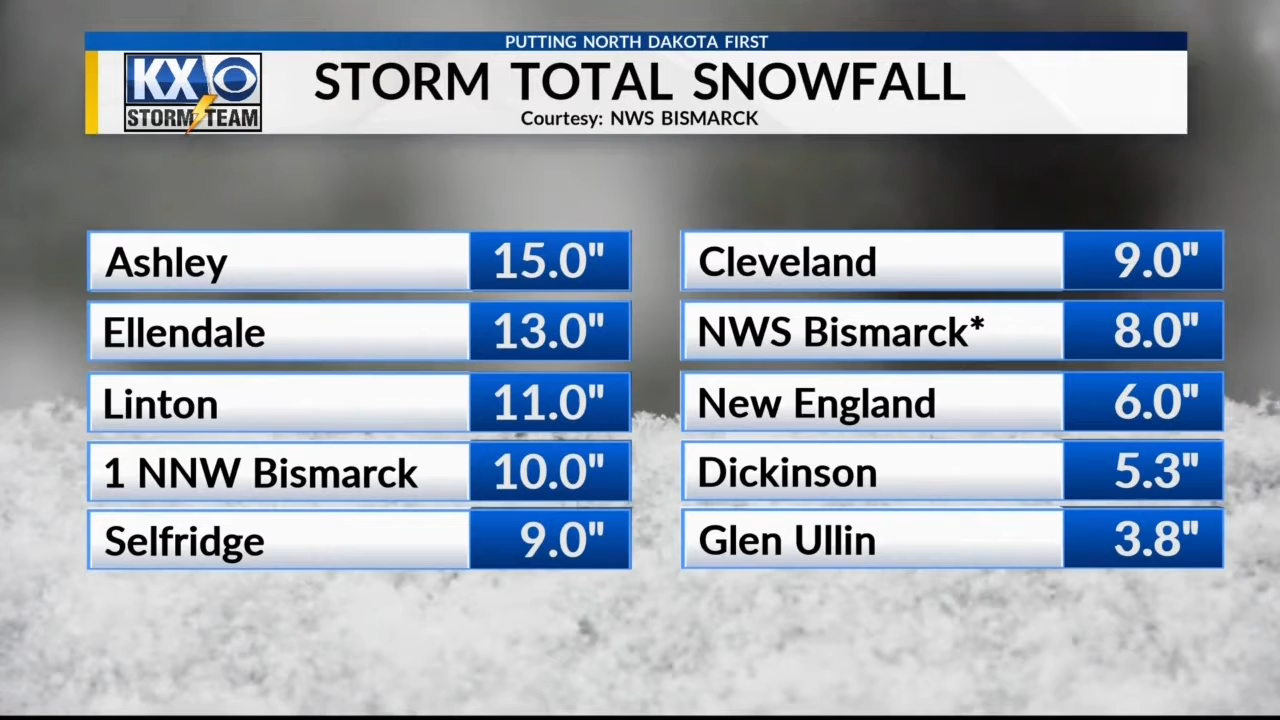 PUTTING NORTH DAKOTA FIRST
KX
STORM TEAM
STORM TOTAL SNOWFALL
Courtesy: NWS BISMARCK
Ashley 15.0"
Ellendale 13.0"
Linton 11.0"
1 NNW Bismarck 10.0"
Selfridge 9.0"
Cleveland 9.0"
NWS Bismarck* 8.0"
New England 6.0"
Dickinson 5.3"
Glen Ullin 3.8"